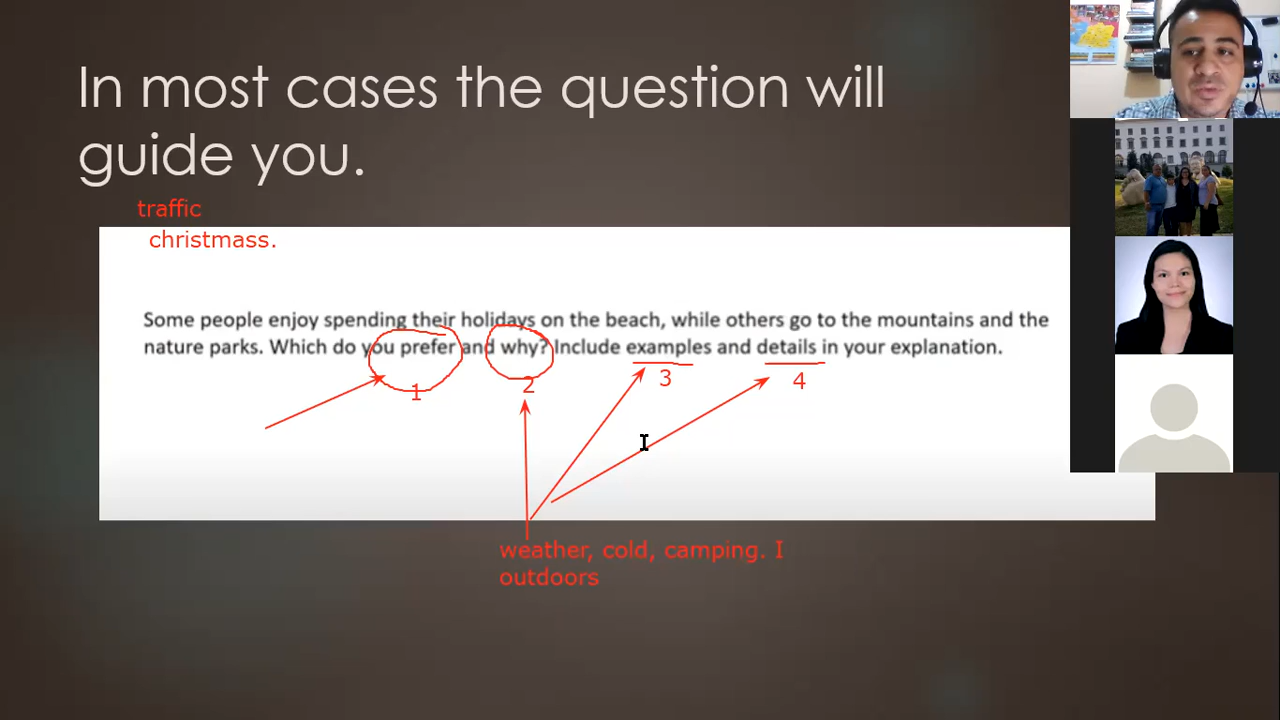 In most cases the question will
guide you.
traffic
christmass.
Some people enjoy spending their holidays on the beach, while others go to the mountains and the
nature parks. Which do you prefer and why? Include examples and details in your explanation.
1
2
3
4
weather, cold, camping. I
outdoors